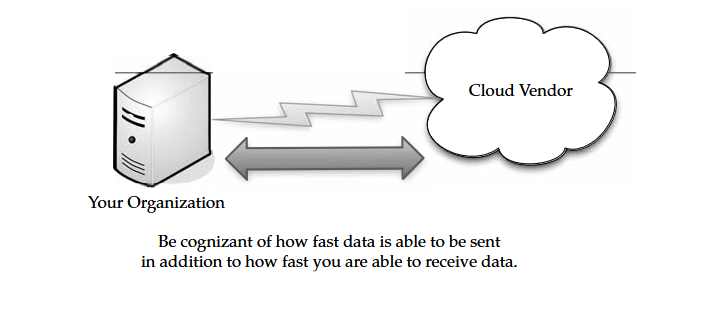 Cloud Vendor
Your Organization
Be cognizant of how fast data is able to be sent
in addition to how fast you are able to receive data.